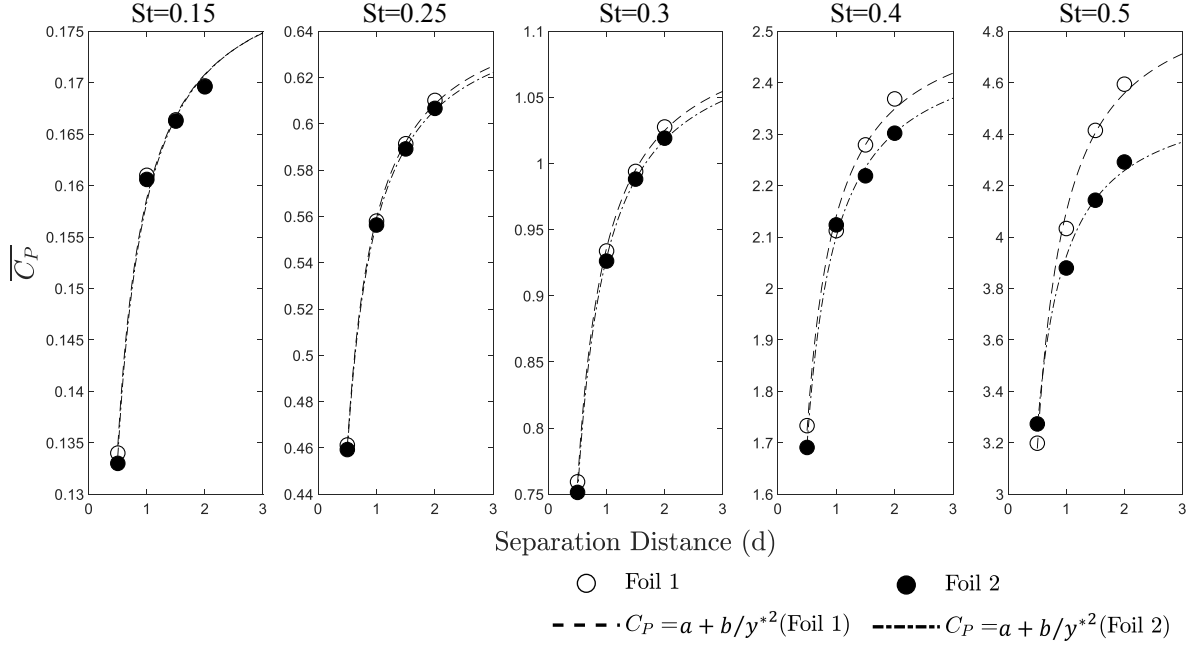 St=0.15 St=0.25 St=0.3 St=0.4 St=0.5
0.175 0.64 1.1 2.5 4.8
0.17 0.62 1.05 2.4 4.6
0.165 0.6 1 2.3 4.4
0.16 0.58 0.95 2.2 4.2
0.155 0.56 0.9 2.1 4
0.15 0.54 0.85 2 3.8
0.145 0.52 0.8 1.9 3.6
0.14 0.5 0.75 1.8 3.4
0.135 0.48 1.7 3.2
0.13 0.46 1.6 3
0.44
C̅_P̅
0 1 2 3 0 1 2 3 0 1 2 3 0 1 2 3 0 1 2 3
Separation Distance (d)
Foil 1 Foil 2
C_P = a + b/y*² (Foil 1) C_P = a + b/y*² (Foil 2)